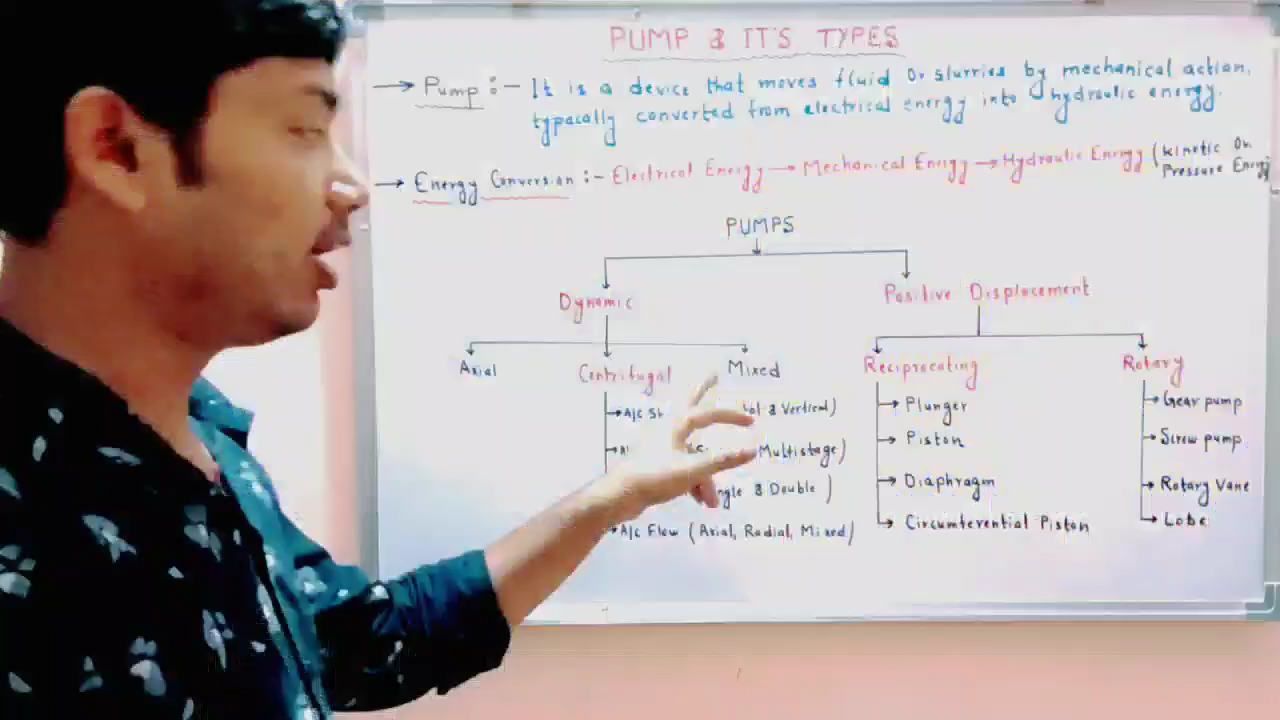 PUMP & IT'S TYPES
→ Pump :- It is a device that moves fluid or slurries by mechanical action,
typically converted from electrical energy into hydraulic energy.
→ Energy Conversion :- Electrical Energy → Mechanical Energy → Hydraulic Energy (Kinetic Or
Pressure Energy
PUMPS
Dynamic
Positive Displacement
Axial
Centrifugal
Mixed
Reciprocating
Rotary
A/c & Vertical)
Multistage)
& Double )
A/c Flow (Axial, Radial, Mixed)
Plunger
Piston
Diaphragm
Circumferential Piston
Gear pump
Screw pump
Rotary Vane
Lobe